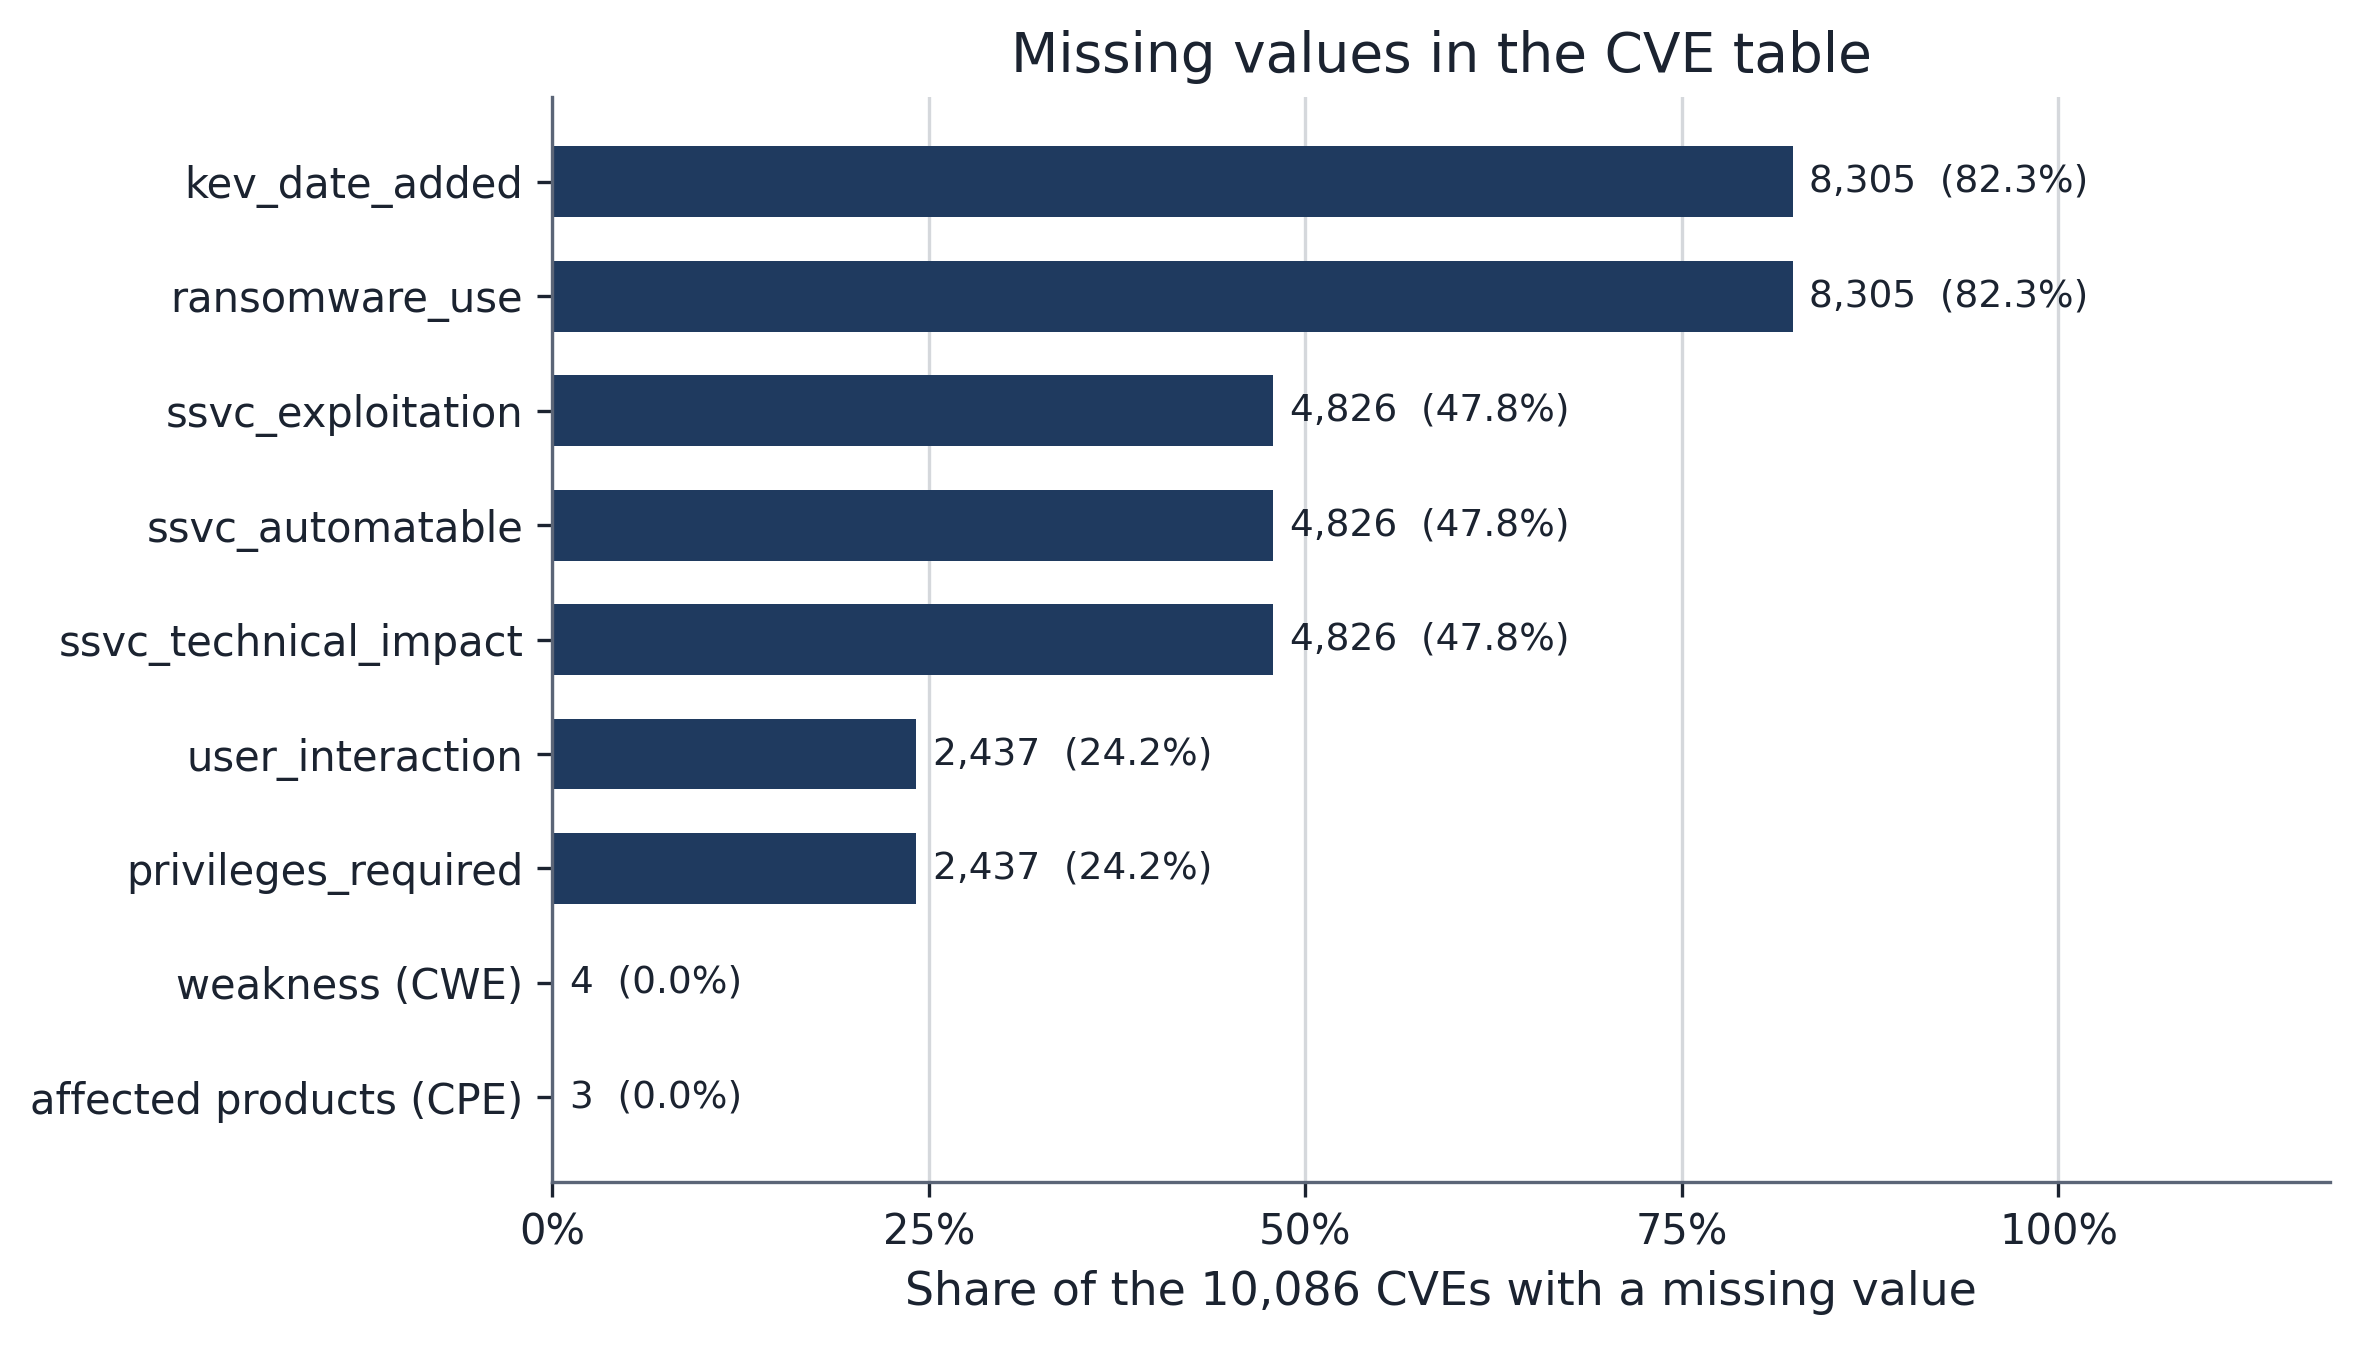 Missing values in the CVE table
kev_date_added 8,305 (82.3%)
ransomware_use 8,305 (82.3%)
ssvc_exploitation 4,826 (47.8%)
ssvc_automatable 4,826 (47.8%)
ssvc_technical_impact 4,826 (47.8%)
user_interaction 2,437 (24.2%)
privileges_required 2,437 (24.2%)
weakness (CWE) 4 (0.0%)
affected products (CPE) 3 (0.0%)
0% 25% 50% 75% 100%
Share of the 10,086 CVEs with a missing value